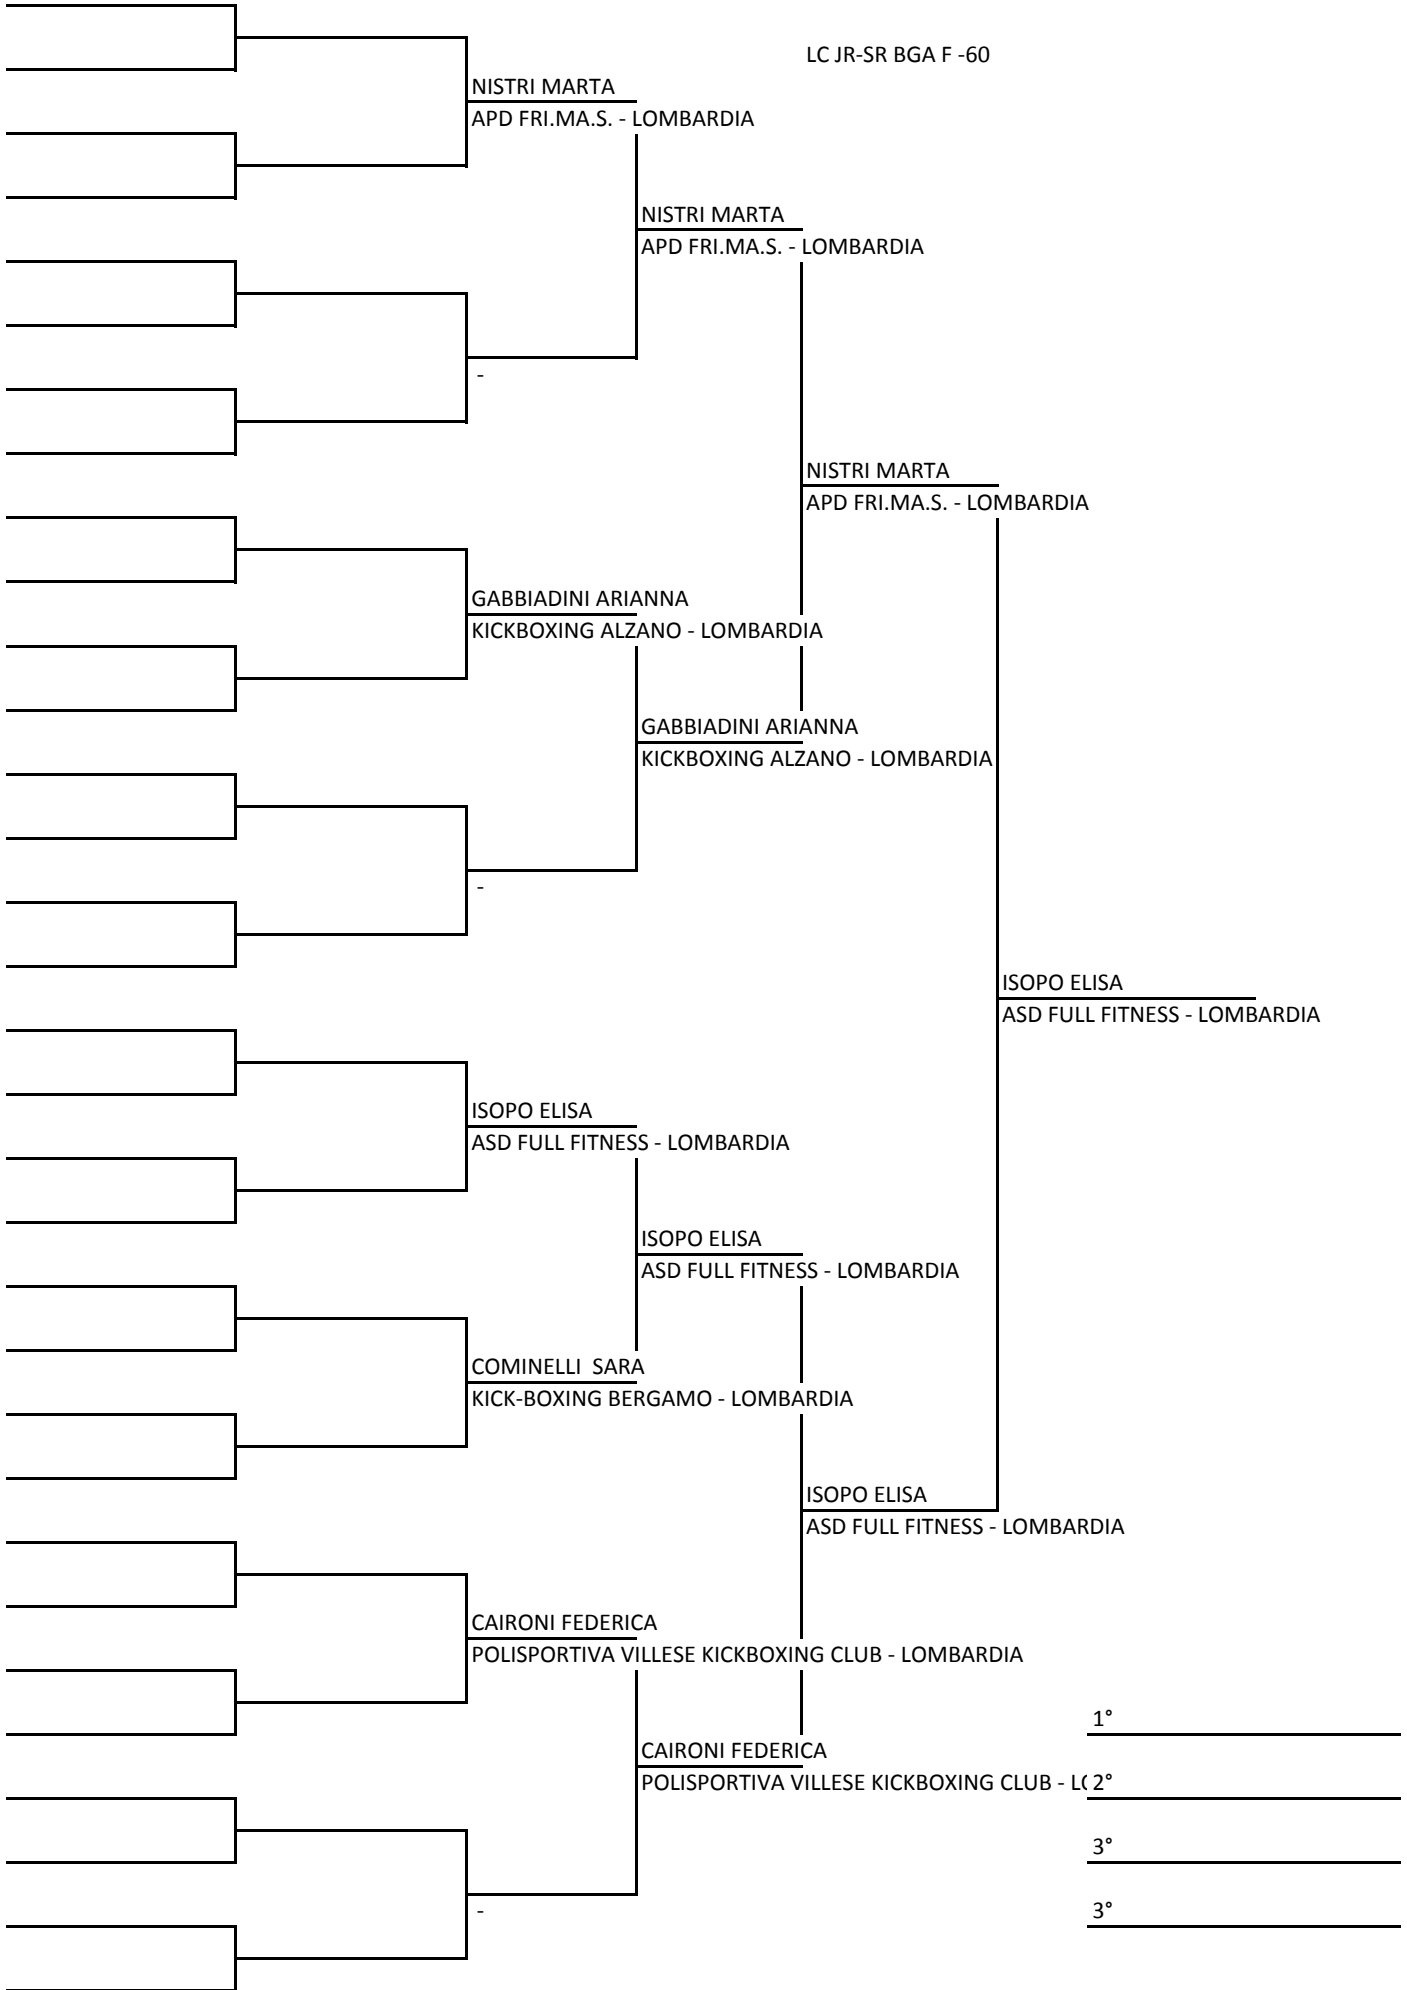 LC JR-SR BGA F -60
NISTRI MARTA
APD FRI.MA.S. - LOMBARDIA
NISTRI MARTA
APD FRI.MA.S. - LOMBARDIA
-
NISTRI MARTA
APD FRI.MA.S. - LOMBARDIA
GABBIADINI ARIANNA
KICKBOXING ALZANO - LOMBARDIA
GABBIADINI ARIANNA
KICKBOXING ALZANO - LOMBARDIA
-
ISOPO ELISA
ASD FULL FITNESS - LOMBARDIA
ISOPO ELISA
ASD FULL FITNESS - LOMBARDIA
ISOPO ELISA
ASD FULL FITNESS - LOMBARDIA
COMINELLI  SARA
KICK-BOXING BERGAMO - LOMBARDIA
ISOPO ELISA
ASD FULL FITNESS - LOMBARDIA
CAIRONI FEDERICA
POLISPORTIVA VILLESE KICKBOXING CLUB - LOMBARDIA
1°
CAIRONI FEDERICA
POLISPORTIVA VILLESE KICKBOXING CLUB - L
2°
3°
-
3°